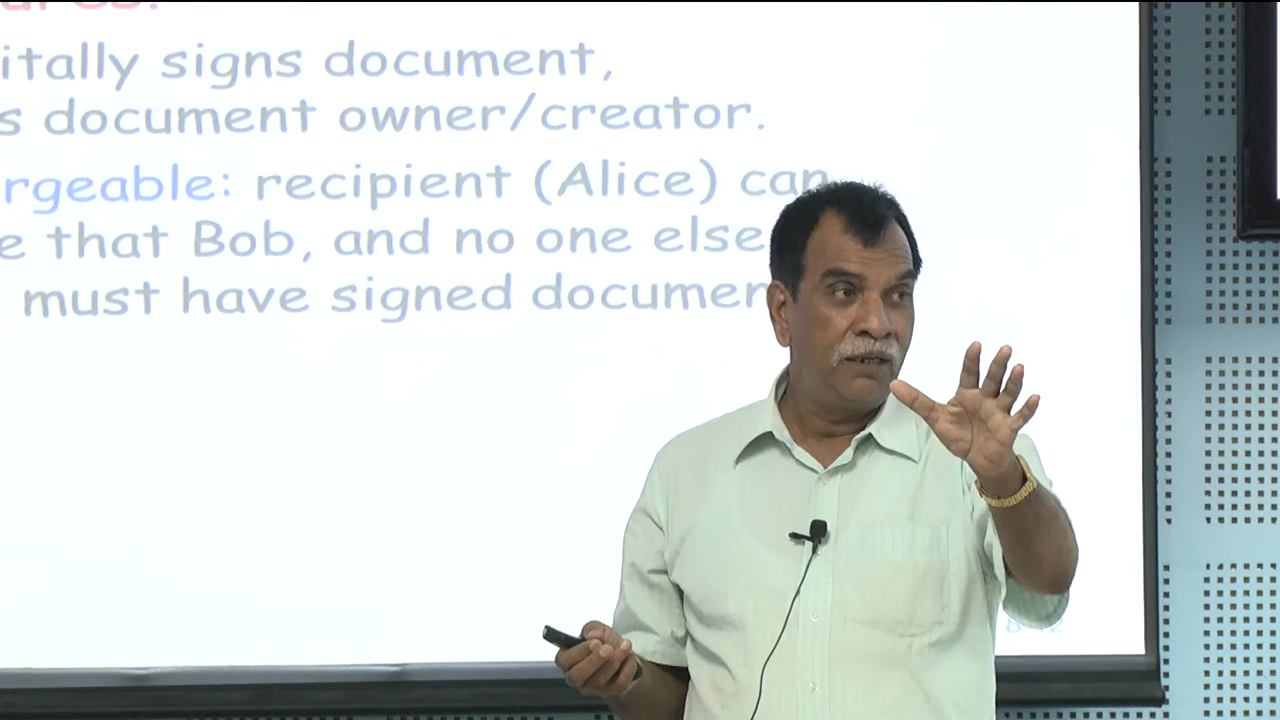 ures:
itally signs document,
s document owner/creator.
rgeable: recipient (Alice) can
e that Bob, and no one else
must have signed documen